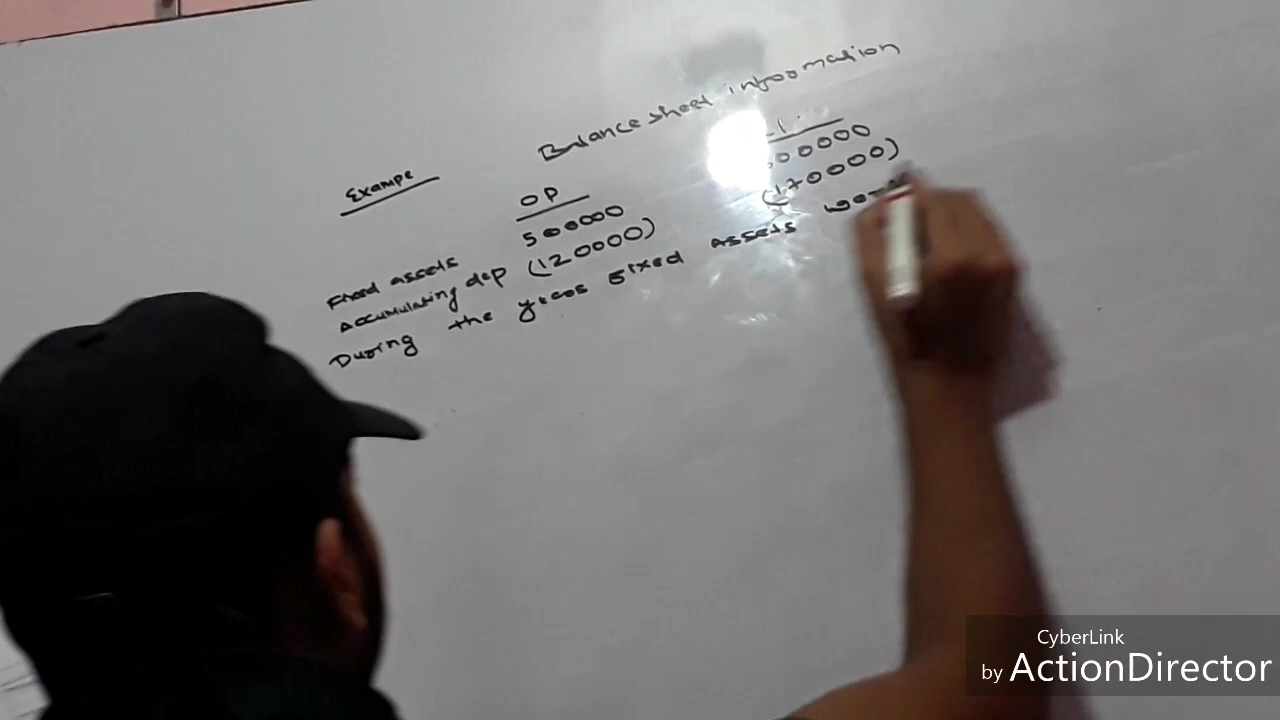 Balance sheet information
Exampe
OP
Fixed assets 500000 00000
Accumulating dep (120000) (170000)
During the year fixed assets
CyberLink
by ActionDirector